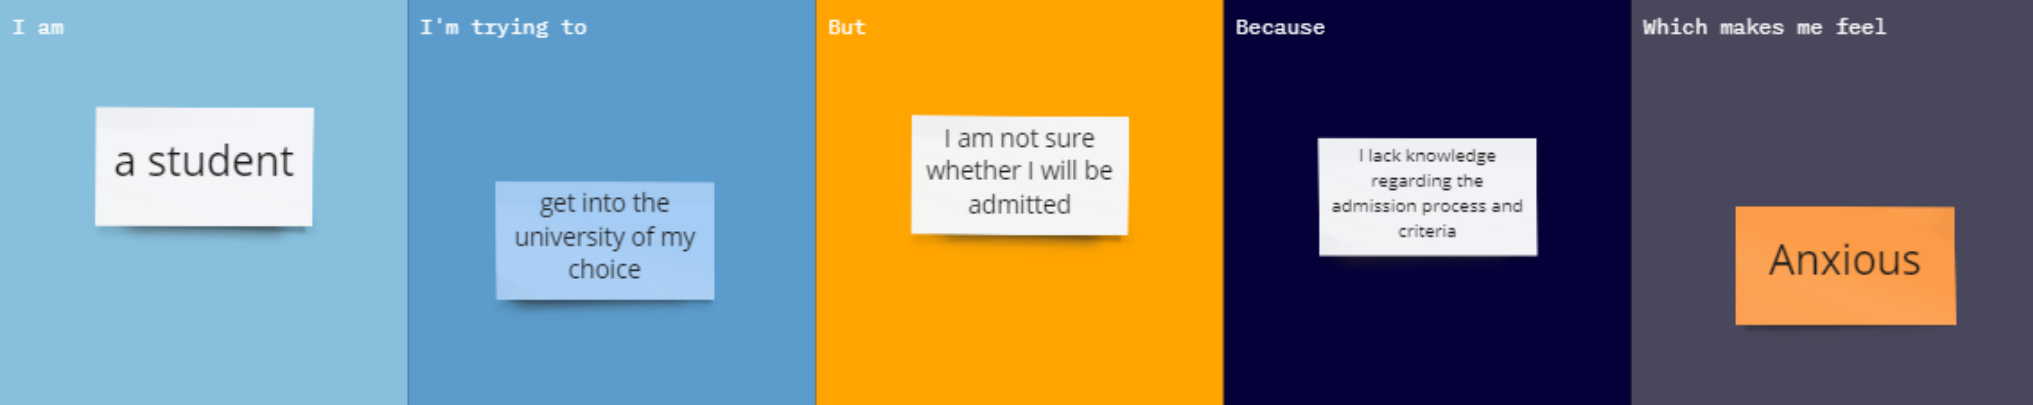 I am
a student
I'm trying to
get into the
university of my
choice
But
I am not sure
whether I will be
admitted
Because
I lack knowledge
regarding the
admission process and
criteria
Which makes me feel
Anxious